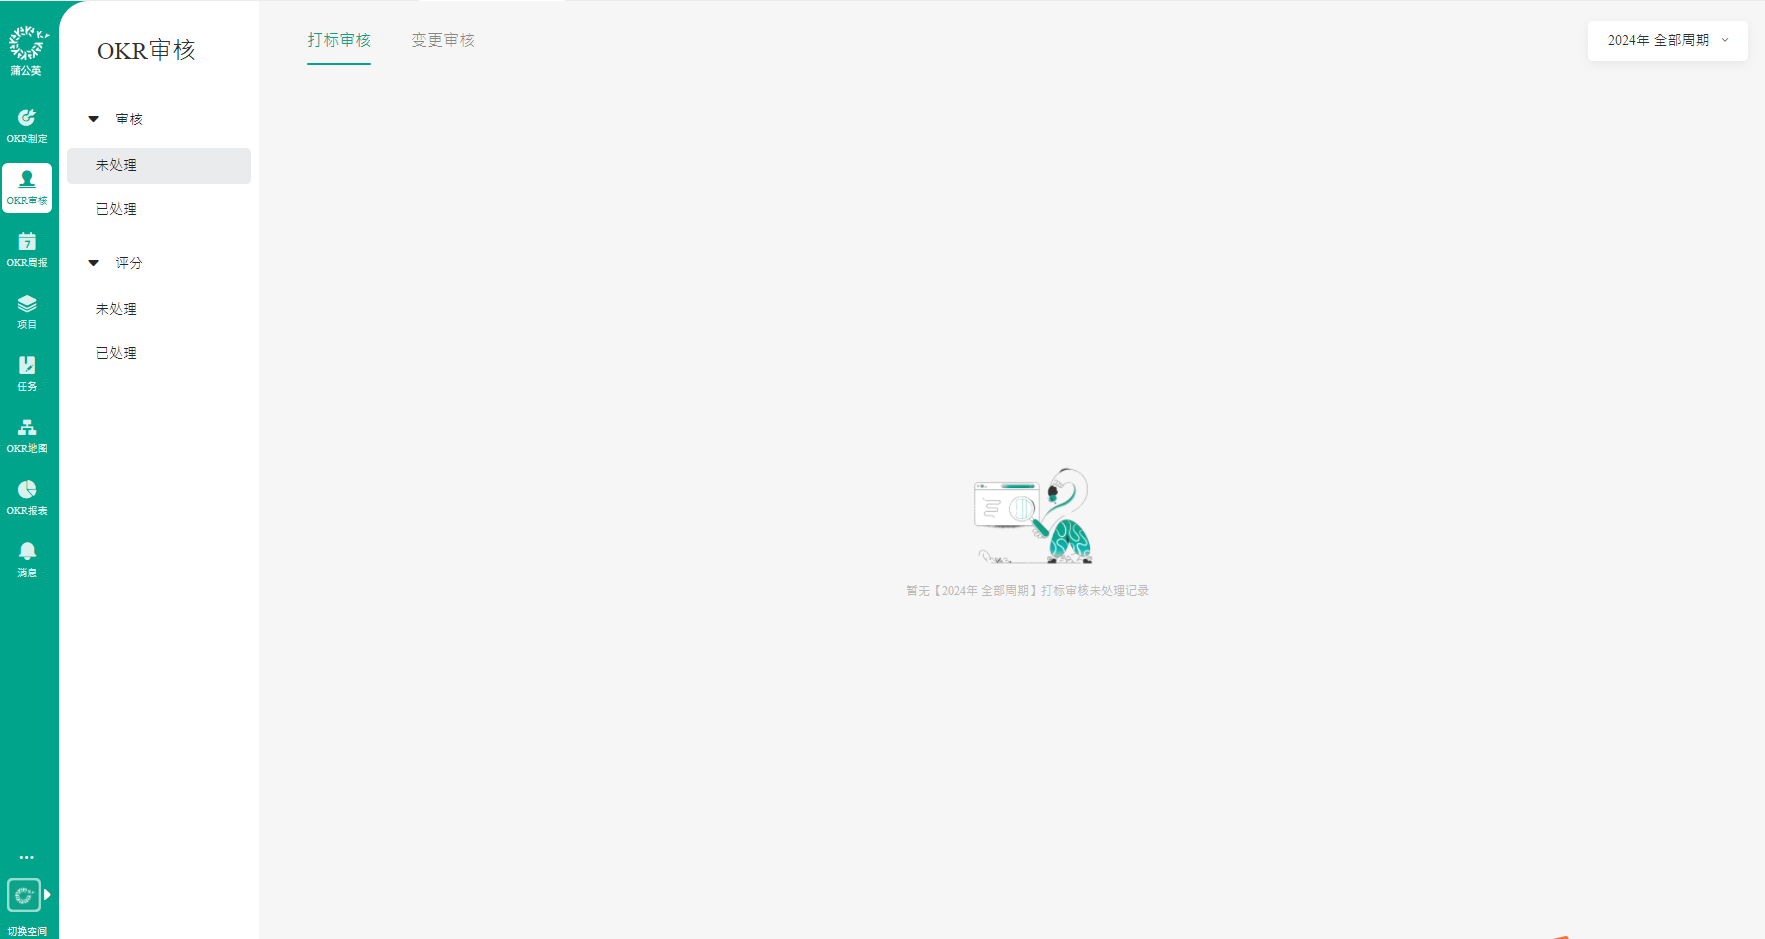 蒲公英
OKR制定
OKR审核
OKR周报
7
项目
任务
OKR地图
OKR报表
消息
切换空间
OKR审核
审核
未处理
已处理
评分
未处理
已处理
打标审核
变更审核
2024年 全部周期
暂无【2024年 全部周期】打标审核未处理记录